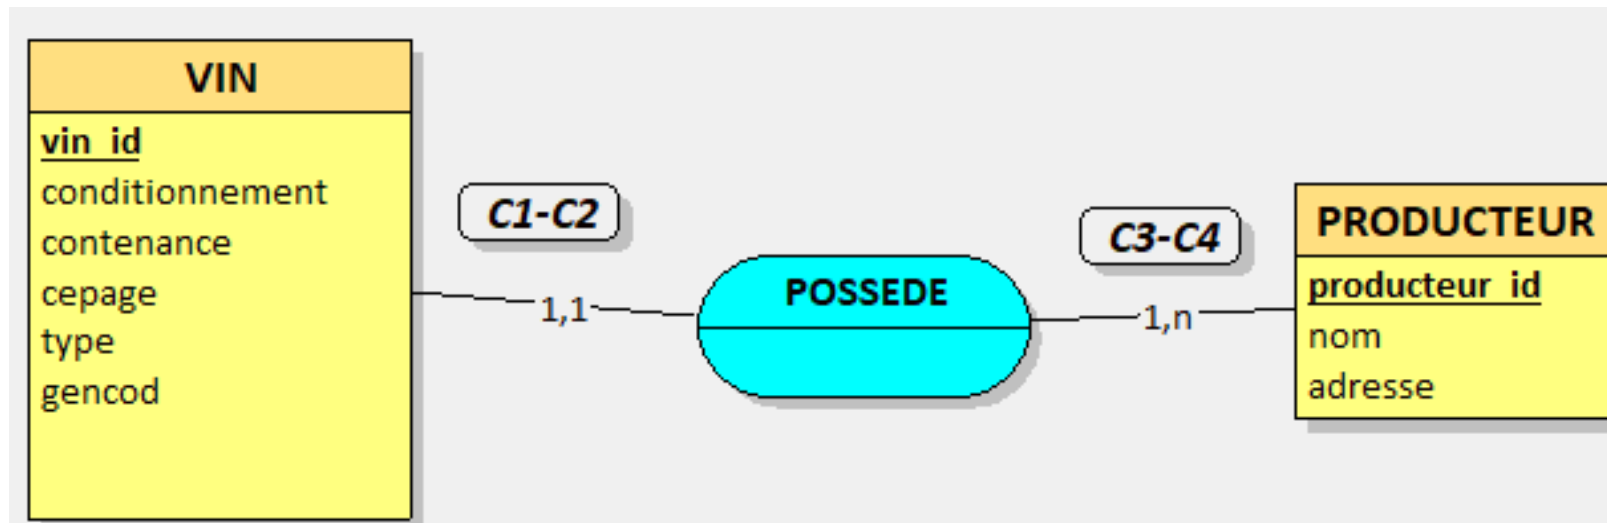 VIN
vin_id
conditionnement
contenance
cepage
type
gencod
C1-C2
1,1
POSSEDE
C3-C4
1,n
PRODUCTEUR
producteur_id
nom
adresse